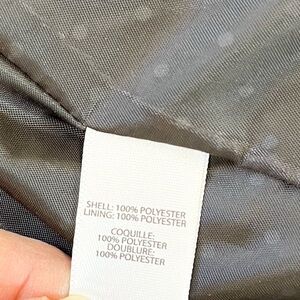 SHELL: 100% POLYESTER
LINING: 100% POLYESTER
COQUILLE:
100% POLYESTER
DOUBLURE:
100% POLYESTER